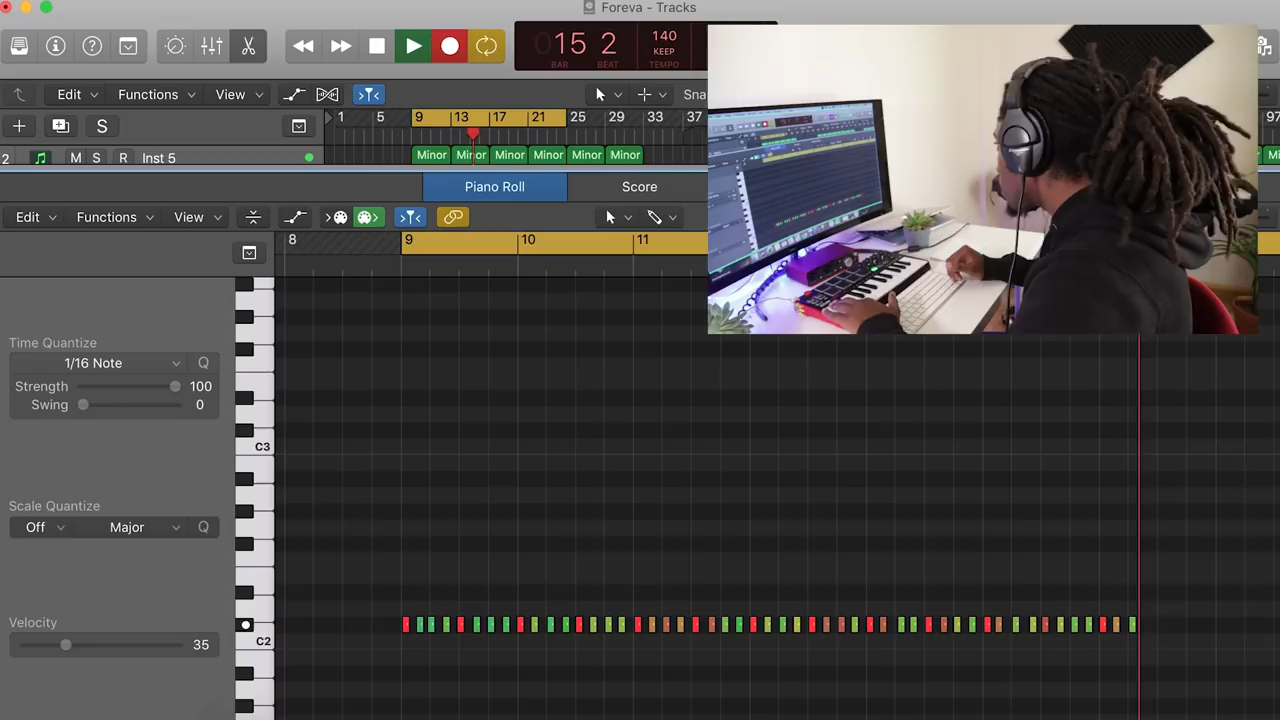 Foreva - Tracks
15 2
140
KEEP
BAR BEAT TEMPO
Edit Functions View Sna
1 5 9 13 17 21 25 29 33 37 97
S
2 M S R Inst 5 Minor Minor Minor Minor Minor Minor Mi
Piano Roll Score
Edit Functions View
8 9 10 11
Time Quantize
1/16 Note Q
Strength 100
Swing 0
C3
Scale Quantize
Off Major Q
Velocity
35
C2